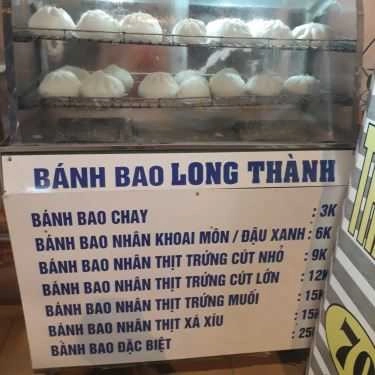 BÁNH BAO LONG THÀNH
BÁNH BAO CHAY : 3K
BÁNH BAO NHÂN KHOAI MÔN / ĐẬU XANH : 6K
BÁNH BAO NHÂN THỊT TRỨNG CÚT NHỎ : 9K
BÁNH BAO NHÂN THỊT TRỨNG CÚT LỚN : 12K
BÁNH BAO NHÂN THỊT TRỨNG MUỐI : 15K
BÁNH BAO NHÂN THỊT XÁ XÍU : 15K
BÁNH BAO ĐẶC BIỆT : 25